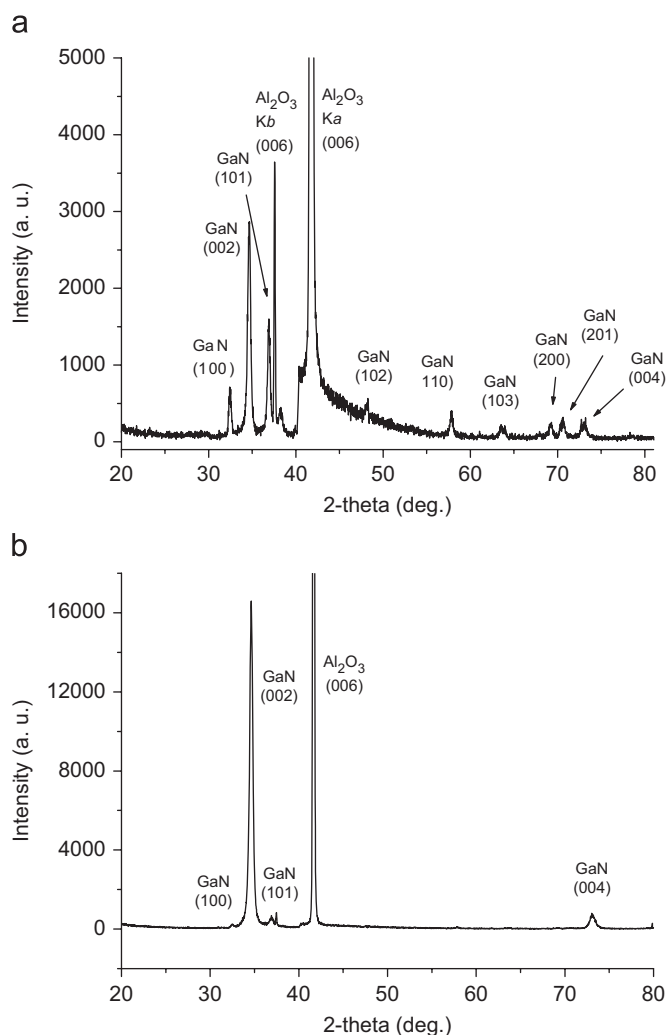 a
5000
4000
3000
2000
1000
0
Intensity (a. u.)
Al2O3
Kb
(006)
Al2O3
Ka
(006)
GaN
(101)
GaN
(002)
Ga N
(100)
GaN
(102)
GaN
110)
GaN
(103)
GaN
(200)
GaN
(201)
GaN
(004)
20 30 40 50 60 70 80
2-theta (deg.)
b
16000
12000
8000
4000
0
Intensity (a. u.)
GaN
(002)
Al2O3
(006)
GaN
(100)
GaN
(101)
GaN
(004)
20 30 40 50 60 70 80
2-theta (deg.)